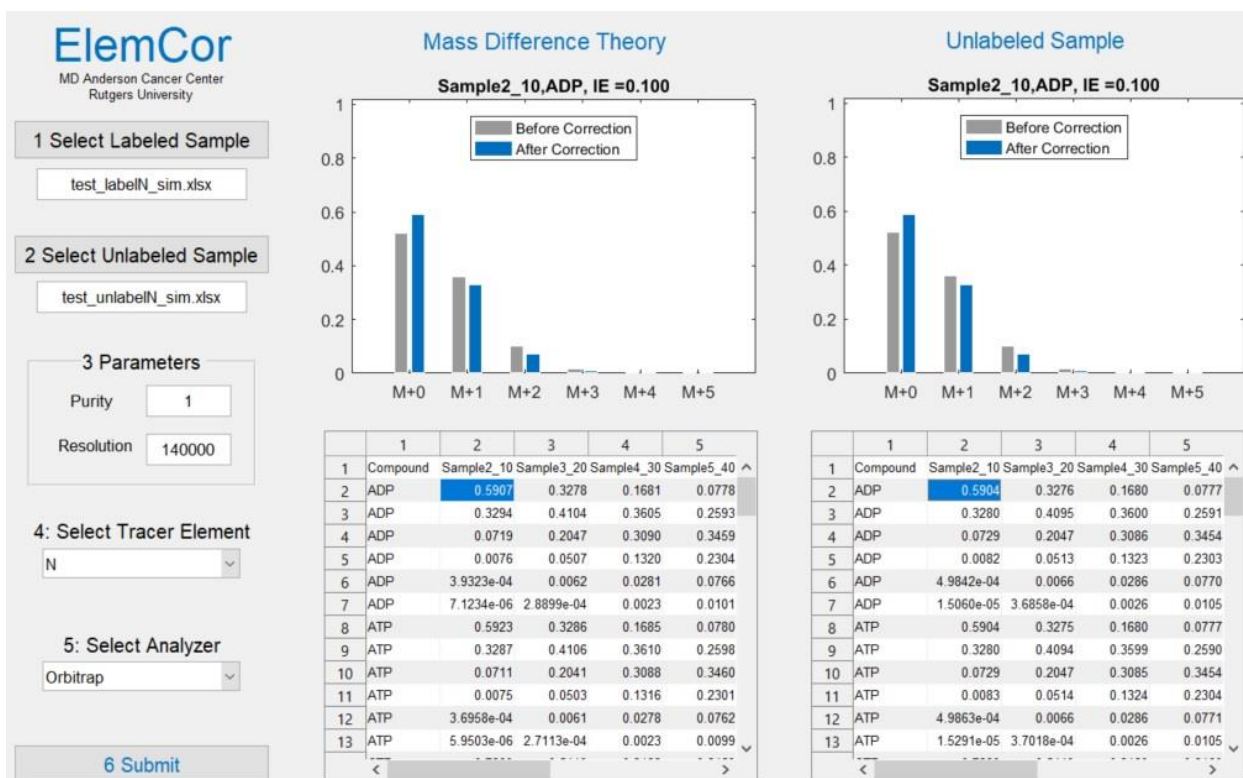 ElemCor
MD Anderson Cancer Center
Rutgers University
1 Select Labeled Sample
test_labelN_sim.xlsx
2 Select Unlabeled Sample
test_unlabelN_sim.xlsx
3 Parameters
Purity 1
Resolution 140000
4: Select Tracer Element
N
5: Select Analyzer
Orbitrap
6 Submit
Mass Difference Theory
Sample2_10,ADP, IE =0.100
Before Correction
After Correction
1
0.8
0.6
0.4
0.2
0
M+0 M+1 M+2 M+3 M+4 M+5
1 2 3 4 5
1 Compound Sample2_10 Sample3_20 Sample4_30 Sample5_40
2 ADP 0.5907 0.3278 0.1681 0.0778
3 ADP 0.3294 0.4104 0.3605 0.2593
4 ADP 0.0719 0.2047 0.3090 0.3459
5 ADP 0.0076 0.0507 0.1320 0.2304
6 ADP 3.9323e-04 0.0062 0.0281 0.0766
7 ADP 7.1234e-06 2.8899e-04 0.0023 0.0101
8 ATP 0.5923 0.3286 0.1685 0.0780
9 ATP 0.3287 0.4106 0.3610 0.2598
10 ATP 0.0711 0.2041 0.3088 0.3460
11 ATP 0.0075 0.0503 0.1316 0.2301
12 ATP 3.6958e-04 0.0061 0.0278 0.0762
13 ATP 5.9503e-06 2.7113e-04 0.0023 0.0099
Unlabeled Sample
Sample2_10,ADP, IE =0.100
Before Correction
After Correction
1
0.8
0.6
0.4
0.2
0
M+0 M+1 M+2 M+3 M+4 M+5
1 2 3 4 5
1 Compound Sample2_10 Sample3_20 Sample4_30 Sample5_40
2 ADP 0.5904 0.3276 0.1680 0.0777
3 ADP 0.3280 0.4095 0.3600 0.2591
4 ADP 0.0729 0.2047 0.3086 0.3454
5 ADP 0.0082 0.0513 0.1323 0.2303
6 ADP 4.9842e-04 0.0066 0.0286 0.0770
7 ADP 1.5060e-05 3.6858e-04 0.0026 0.0105
8 ATP 0.5904 0.3275 0.1680 0.0777
9 ATP 0.3280 0.4094 0.3599 0.2590
10 ATP 0.0729 0.2047 0.3085 0.3454
11 ATP 0.0083 0.0514 0.1324 0.2304
12 ATP 4.9863e-04 0.0066 0.0286 0.0771
13 ATP 1.5291e-05 3.7018e-04 0.0026 0.0105